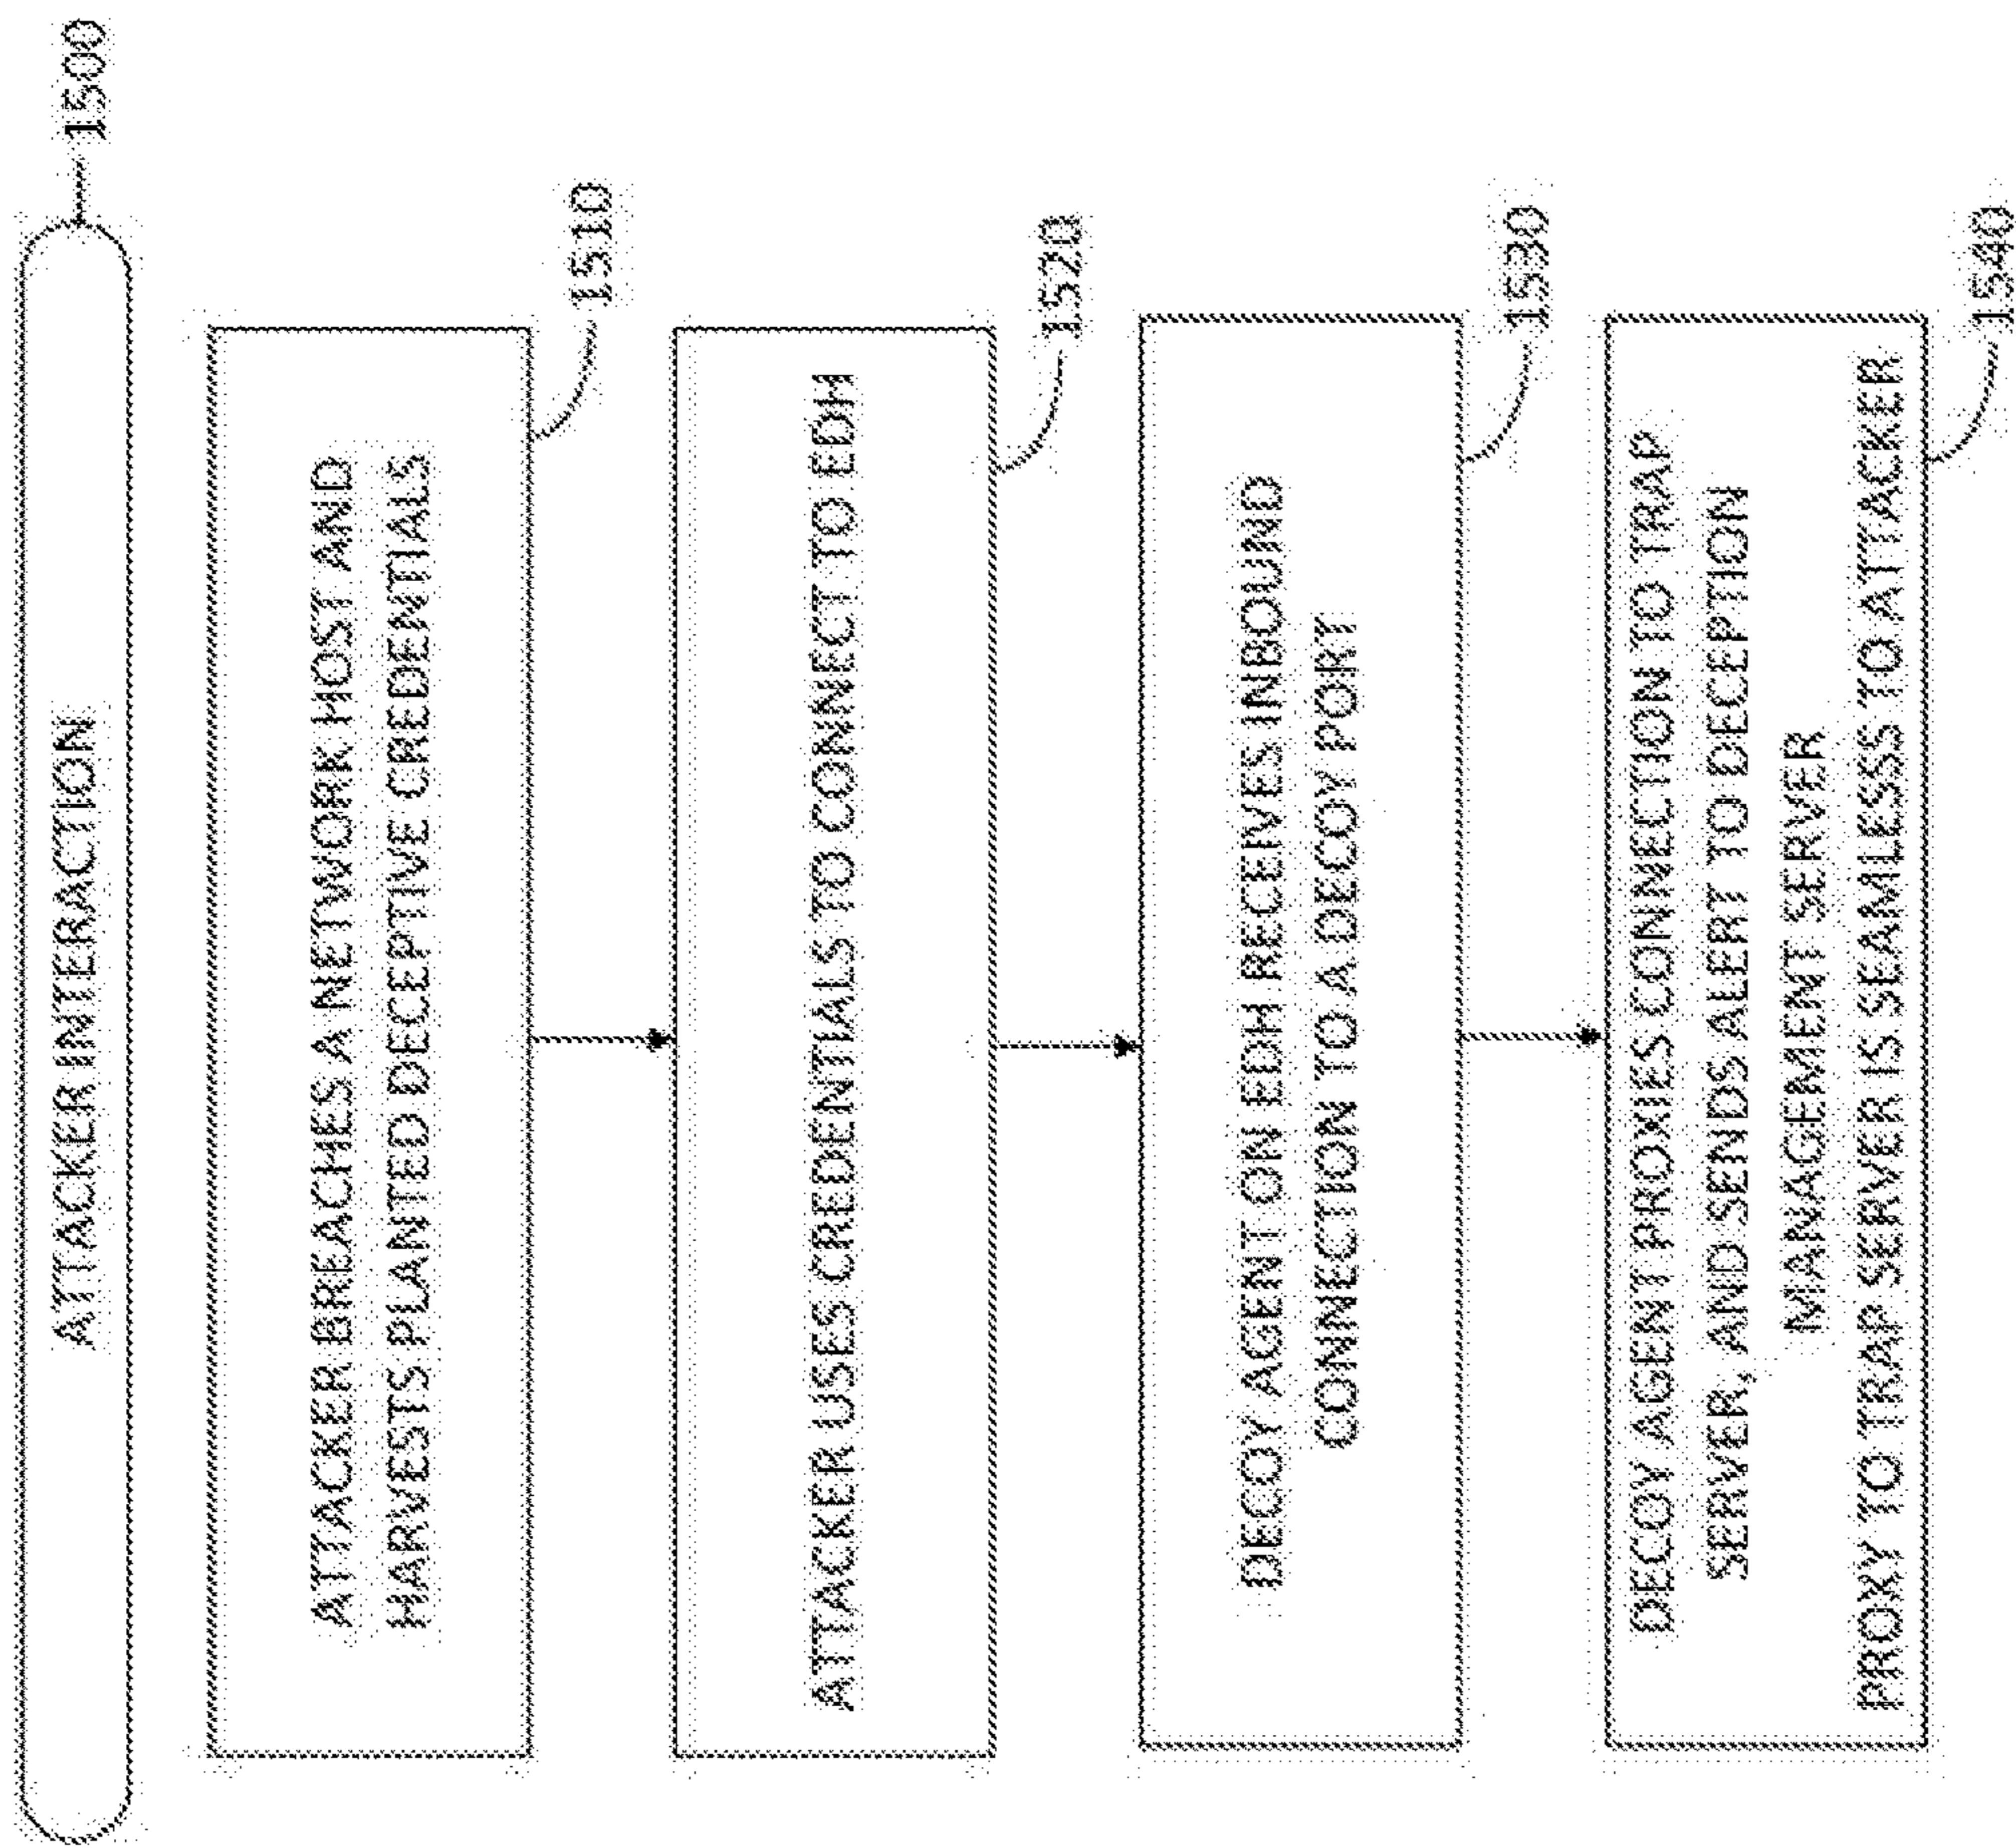 ATTACKER INTERACTION
1500
ATTACKER BREACHES A NETWORK HOST AND
HARVESTS PLANTED DECEPTIVE CREDENTIALS
1510
ATTACKER USES CREDENTIALS TO CONNECT TO EDH
1520
DECOY AGENT ON EDH RECEIVES INBOUND
CONNECTION TO A DECOY PORT
1530
DECOY AGENT PROXIES CONNECTION TO TRAP
SERVER, AND SENDS ALERT TO DECEPTION
MANAGEMENT SERVER
PROXY TO TRAP SERVER IS SEAMLESS TO ATTACKER
1540